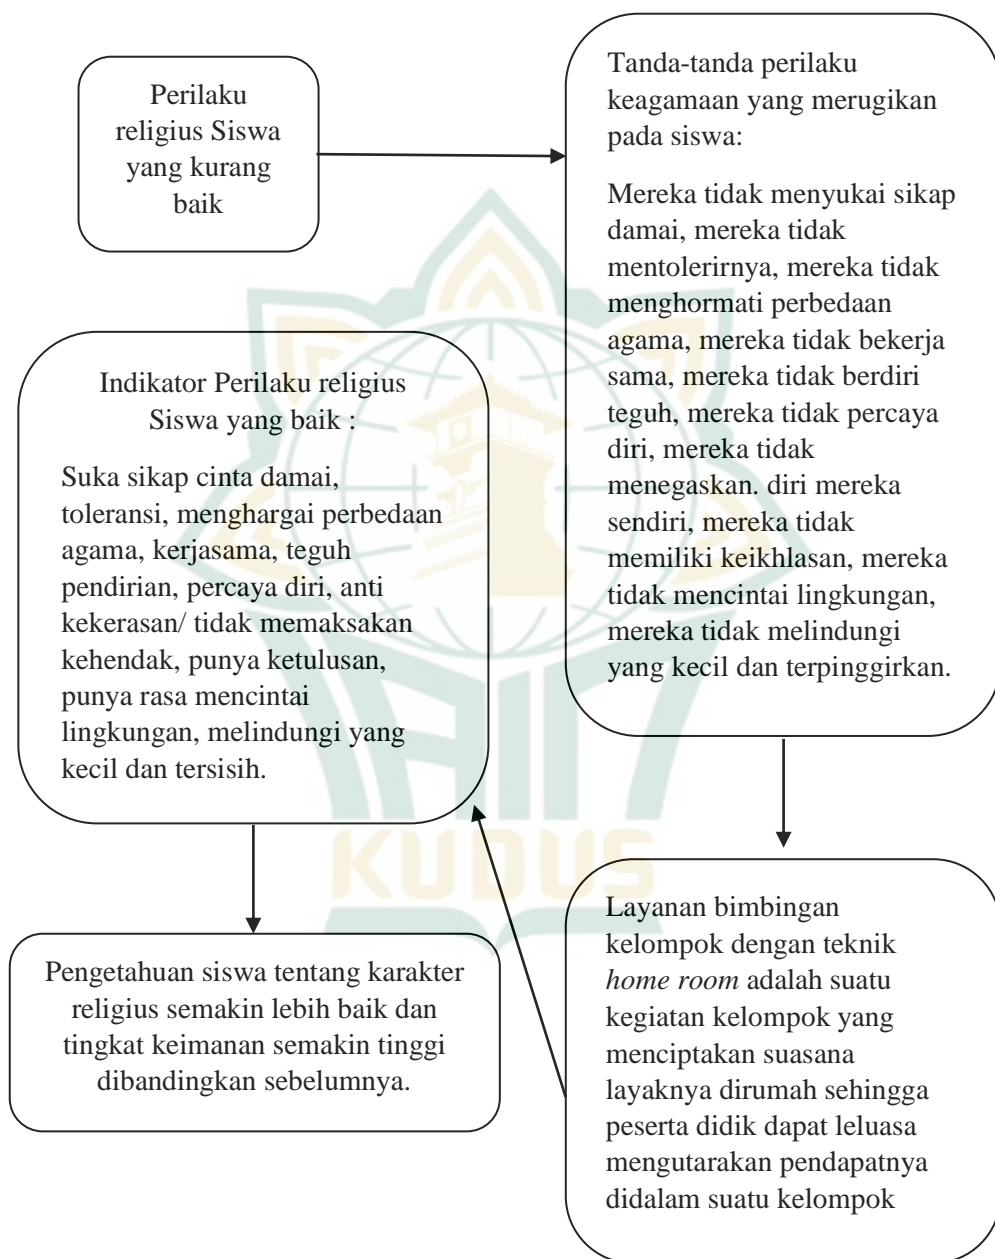 Perilaku
religius Siswa
yang kurang
baik
Tanda-tanda perilaku
keagamaan yang merugikan
pada siswa:
Mereka tidak menyukai sikap
damai, mereka tidak
mentolerirnya, mereka tidak
menghormati perbedaan
agama, mereka tidak bekerja
sama, mereka tidak berdiri
teguh, mereka tidak percaya
diri, mereka tidak
menegaskan. diri mereka
sendiri, mereka tidak
memiliki keikhlasan, mereka
tidak mencintai lingkungan,
mereka tidak melindungi
yang kecil dan terpinggirkan.
Indikator Perilaku religius
Siswa yang baik :
Suka sikap cinta damai,
toleransi, menghargai perbedaan
agama, kerjasama, teguh
pendirian, percaya diri, anti
kekerasan/ tidak memaksakan
kehendak, punya ketulusan,
punya rasa mencintai
lingkungan, melindungi yang
kecil dan tersisih.
KUDUS
Layanan bimbingan
kelompok dengan teknik
home room adalah suatu
kegiatan kelompok yang
menciptakan suasana
layaknya dirumah sehingga
peserta didik dapat leluasa
mengutarakan pendapatnya
didalam suatu kelompok
Pengetahuan siswa tentang karakter
religius semakin lebih baik dan
tingkat keimanan semakin tinggi
dibandingkan sebelumnya.